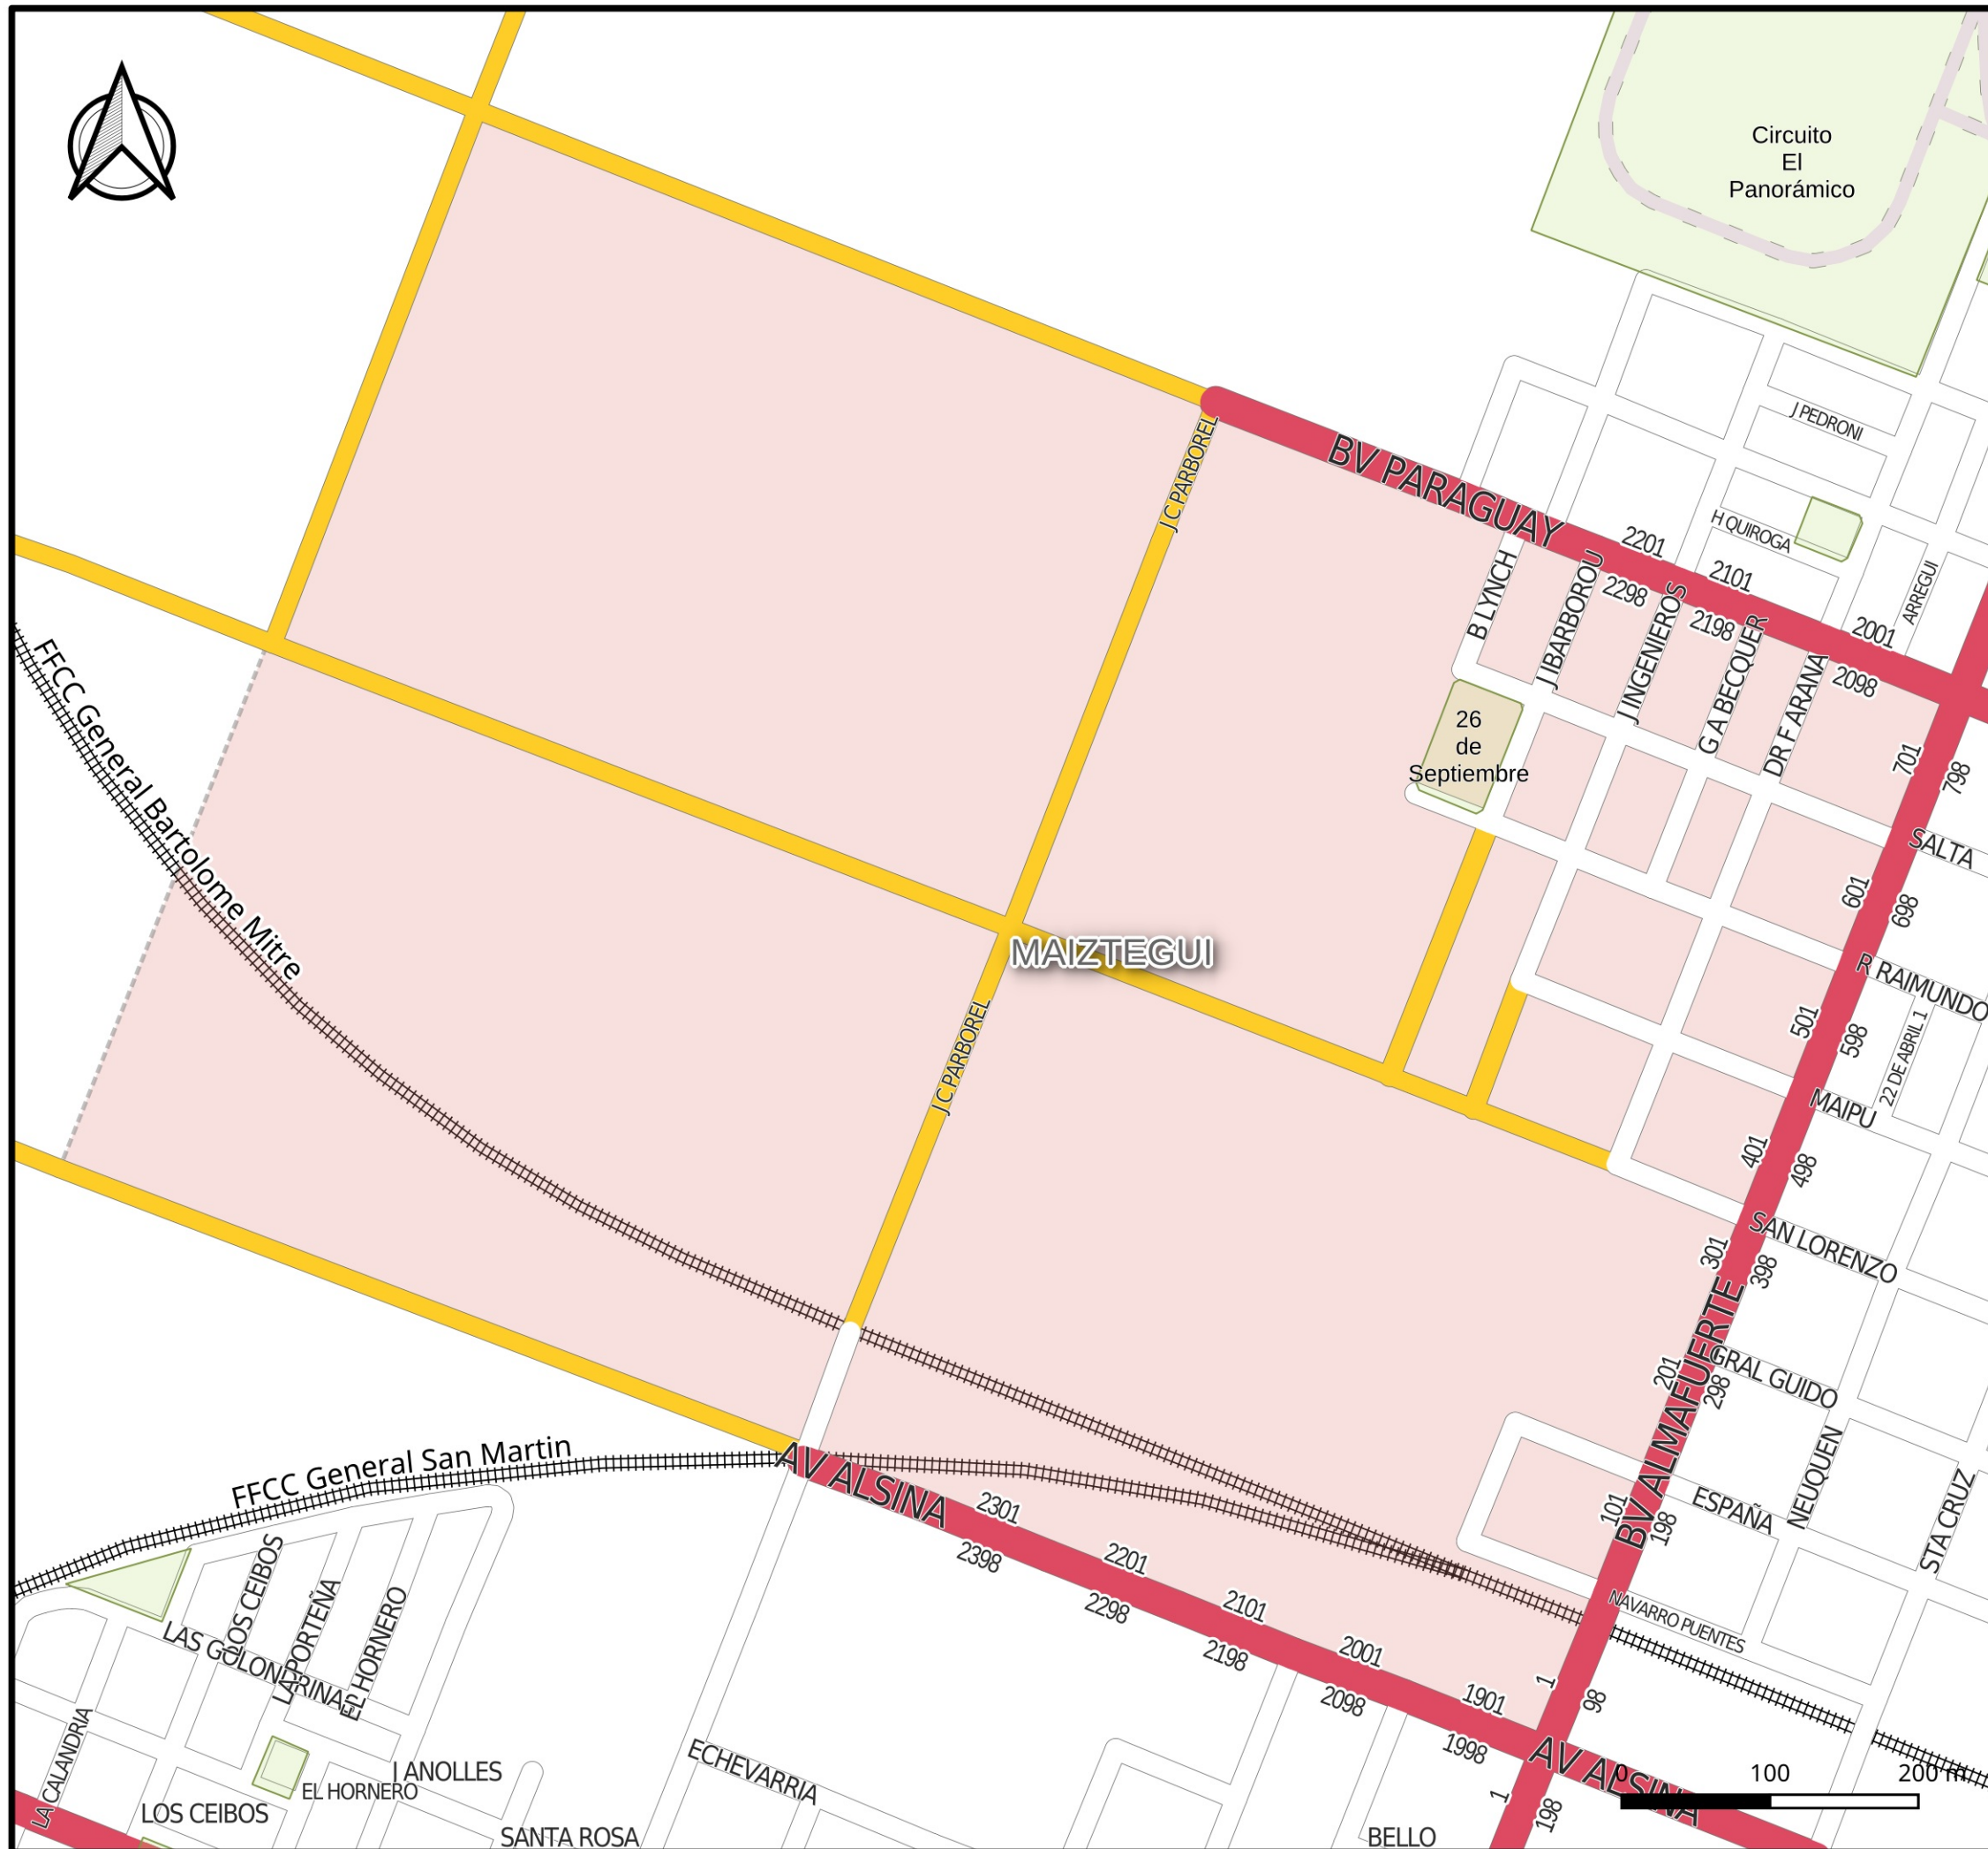 Circuito
El
Panorámico
J PEDRONI
J C PARBOREL
BV PARAGUAY
H QUIROGA
2201
2101
2001
ARREGUI
B LYNCH
J IBARBOROU
2298
J INGENIEROS
2198
G A BECQUER
DR F ARANA
2098
26
de
Septiembre
701
798
SALTA
601
698
FFCC General Bartolome Mitre
MAIZTEGUI
R RAIMUNDO
501
598
22 DE ABRIL 1
J C PARBOREL
MAIPU
401
498
SAN LORENZO
301
398
BV ALMAFUERTE
201
298
GRAL GUIDO
NEUQUEN
FFCC General San Martin
AV ALSINA
2301
2398
2201
2298
2101
2198
2001
2098
1901
1998
101
198
ESPAÑA
STA CRUZ
NAVARRO PUENTES
1
98
LOS CEIBOS
LA PORTEÑA
EL HORNERO
LAS GOLONDRINAS
LA CALANDRIA
I ANOLLES
EL HORNERO
LOS CEIBOS
SANTA ROSA
ECHEVARRIA
BELLO
AV ALSINA
1
198
0 100 200 m